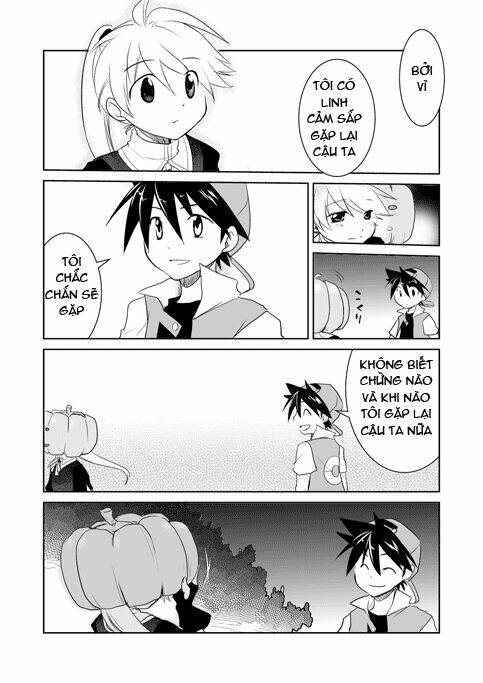 BỞI
VÌ
TÔI CÓ
LINH
CẢM SẮP
GẶP LẠI
CẬU TA
TÔI
CHẮC
CHẮN SẼ
GẶP
KHÔNG BIẾT
CHỪNG NÀO
VÀ KHI NÀO
TÔI GẶP LẠI
CẬU TA NỮA